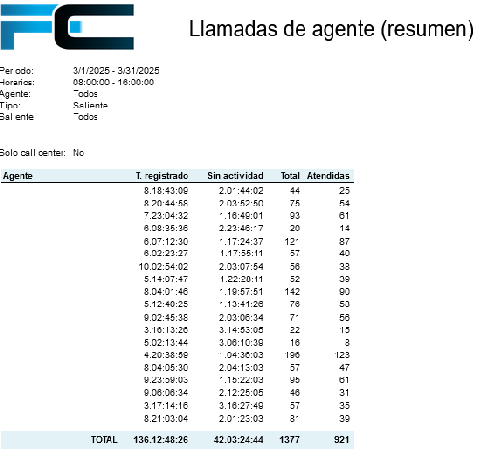 FC
Llamadas de agente (resumen)
Periodo: 3/1/2025 - 3/31/2025
Horarios: 08:00:00 - 16:00:00
Agente: Todos
Tipo: Saliente
Saliente Todos
Solo call center: No
Agente T. registrado Sin actividad Total Atendidas
8.18:43:09 2.01:44:02 44 25
8.20:44:58 2.03:52:50 75 54
7.23:04:32 1.16:49:01 93 61
6.08:35:36 2.23:46:17 20 14
6.07:12:30 1.17:24:37 121 87
6.02:23:27 1.17:55:11 57 40
10.02:54:02 2.03:07:54 56 38
5.14:07:47 1.22:28:11 52 39
8.04:01:46 1.19:57:51 142 90
5.12:40:25 1.13:41:26 76 53
9.02:45:38 2.03:06:34 71 56
3.16:13:26 3.14:53:05 22 15
5.02:13:44 3.06:10:39 16 8
4.20:38:59 1.04:36:03 196 123
8.04:05:30 2.04:13:03 57 47
9.23:59:03 1.15:22:03 95 61
9.06:06:34 2.12:25:05 46 31
3.17:14:16 3.16:27:49 57 35
8.21:03:04 2.01:23:03 81 39
TOTAL 136.12:48:26 42.03:24:44 1377 921